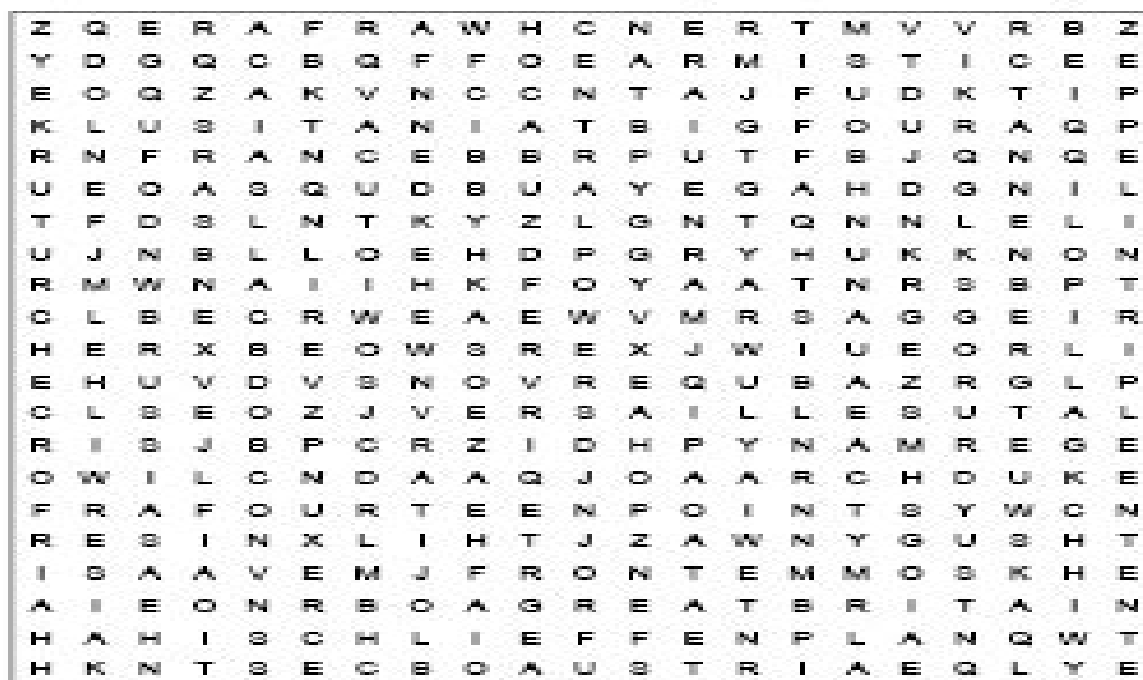 Z Q E R A F R A W H C N E R T M V V R B Z
Y D G Q C B Q F F O E A R M I S T I C E E
E O Q Z A K V N C C N T A J F U D K T I P
K L U S I T A N I A T B I G F O U R A Q P
R N F R A N C E B B R P U T F B J Q N Q E
U E O A S Q U D B U A Y E G A H D G N I L
T F D S L N T K Y Z L G N T Q N N L E L I
U J N B L L O E H D P G R Y H U K K N O N
R M W N A I I H K F O Y A A T N R S B P T
C L B E C R W E A E W V M R S A G G E I R
H E R X B E O W S R E X J W I U E O R L I
E H U V D V S N O V R E Q U B A Z R G L P
C L S E O Z J V E R S A I L L E S U T A L
R I S J B P C R Z I D H P Y N A M R E G E
O W I L C N D A A Q J O A A R C H D U K E
F R A F O U R T E E N P O I N T S Y W C N
R E S I N X L I H T J Z A W N Y G U S H T
I S A A V E M J F R O N T E M M O S K H E
A I E O N R B O A G R E A T B R I T A I N
H A H I S C H L I E F F E N P L A N Q W T
H K N T S E C B O A U S T R I A E Q L Y E